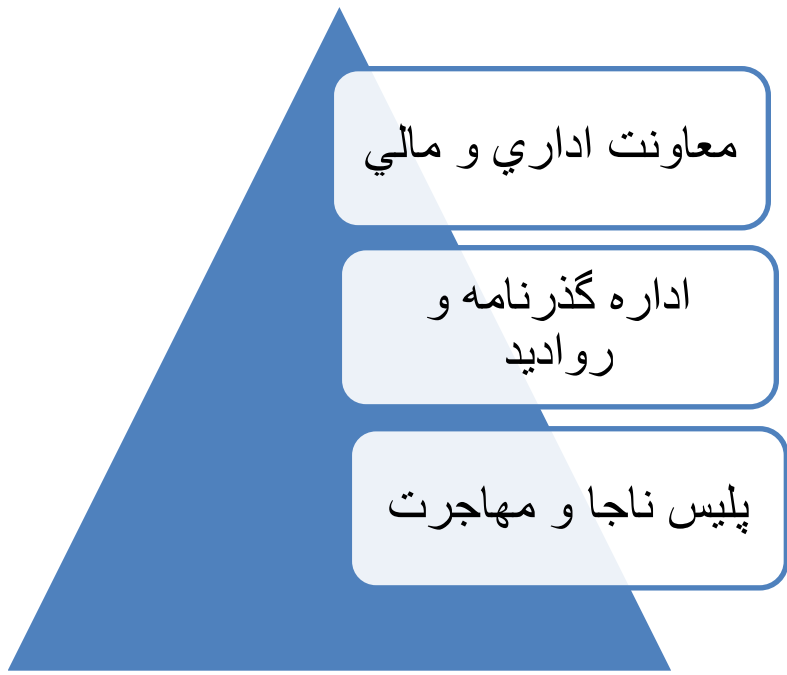 معاونت اداري و مالي
اداره گذرنامه و
رواديد
پليس ناجا و مهاجرت